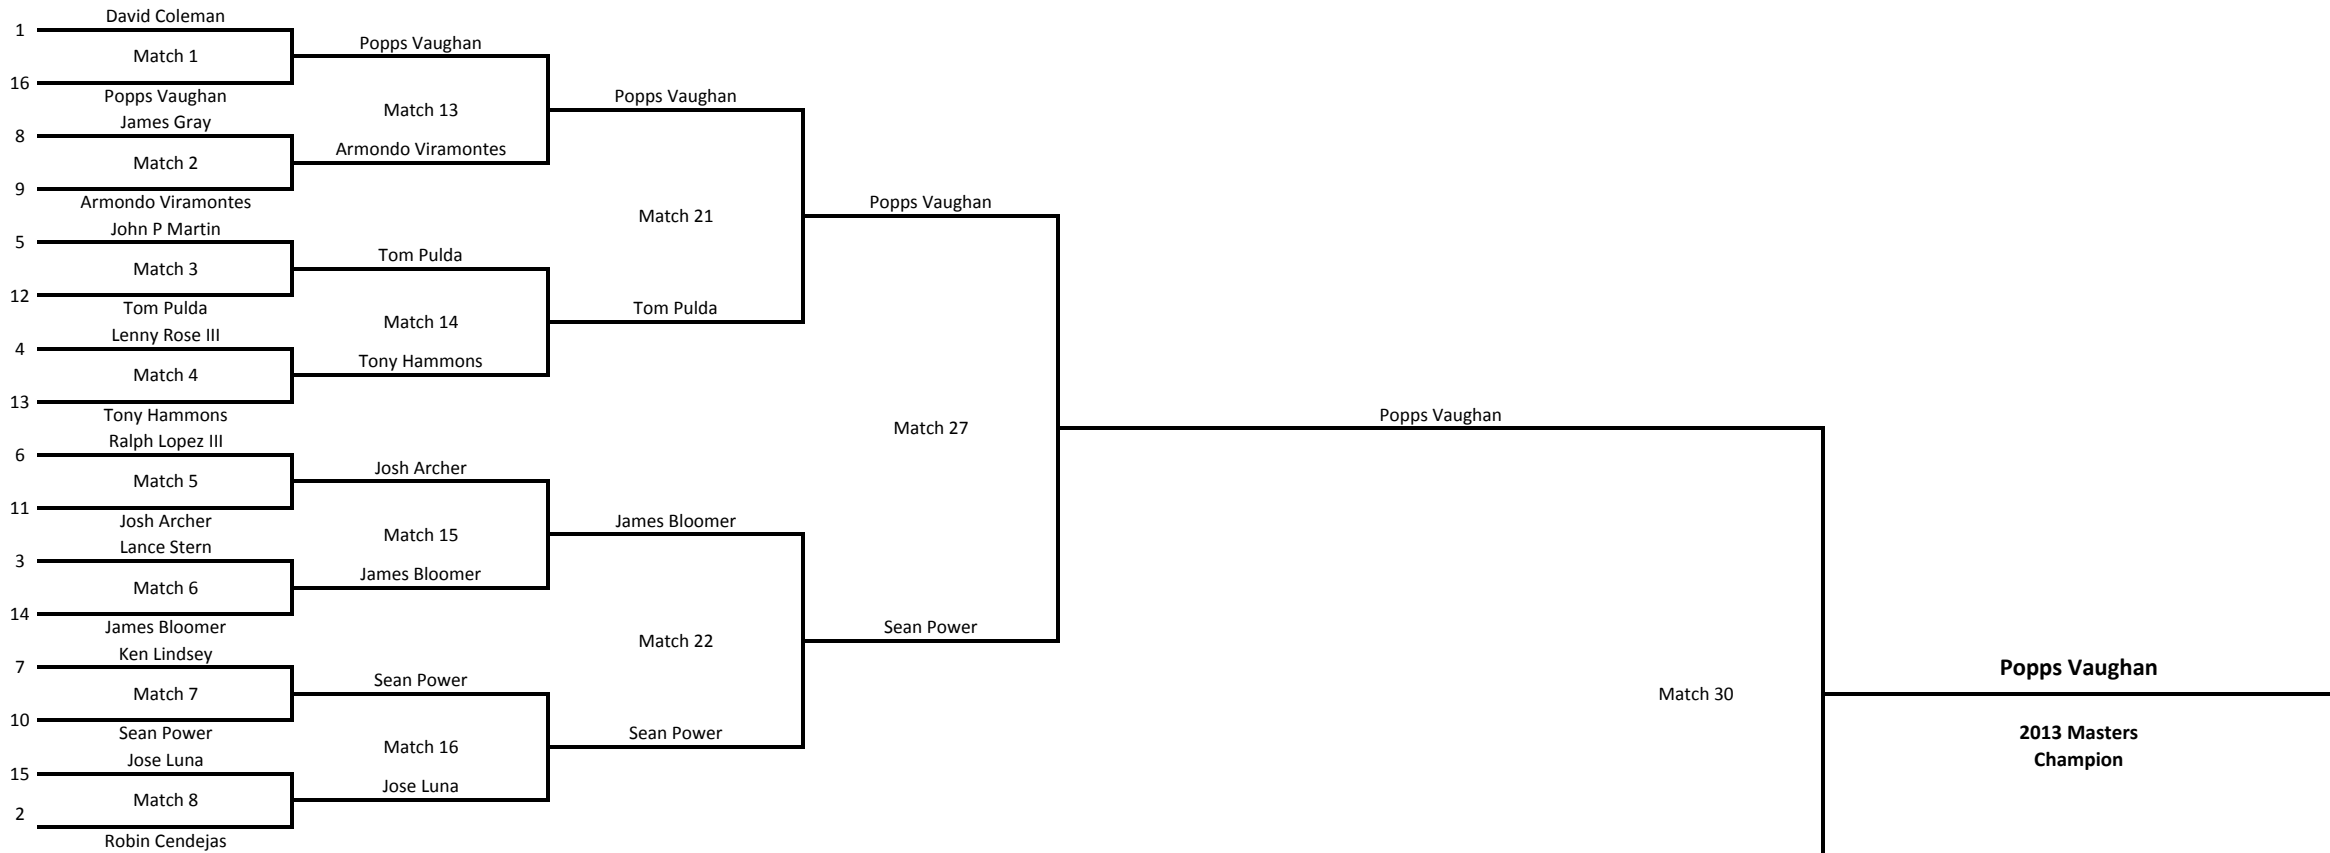 David Coleman
1
Popps Vaughan
Match 1
16
Popps Vaughan
Match 13
Popps Vaughan
James Gray
8
Armondo Viramontes
Match 2
9
Armondo Viramontes
Match 21
Popps Vaughan
John P Martin
5
Tom Pulda
Match 3
12
Tom Pulda
Match 14
Tom Pulda
Lenny Rose III
4
Tony Hammons
Match 4
13
Tony Hammons
Match 27
Popps Vaughan
Ralph Lopez III
6
Josh Archer
Match 5
11
Josh Archer
Match 15
James Bloomer
Lance Stern
3
James Bloomer
Match 6
14
James Bloomer
Match 22
Sean Power
Ken Lindsey
7
Sean Power
Match 7
10
Sean Power
Match 16
Sean Power
Jose Luna
15
Jose Luna
Match 8
2
Robin Cendejas
Match 30
Popps Vaughan
2013 Masters
Champion